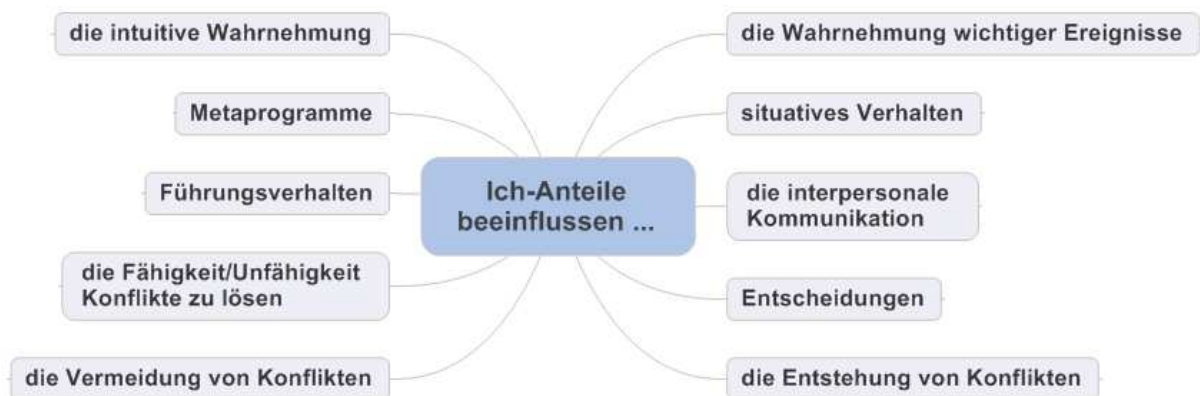 die intuitive Wahrnehmung
Metaprogramme
Führungsverhalten
die Fähigkeit/Unfähigkeit
Konflikte zu lösen
die Vermeidung von Konflikten
Ich-Anteile
beeinflussen ...
die Wahrnehmung wichtiger Ereignisse
situatives Verhalten
die interpersonale
Kommunikation
Entscheidungen
die Entstehung von Konflikten